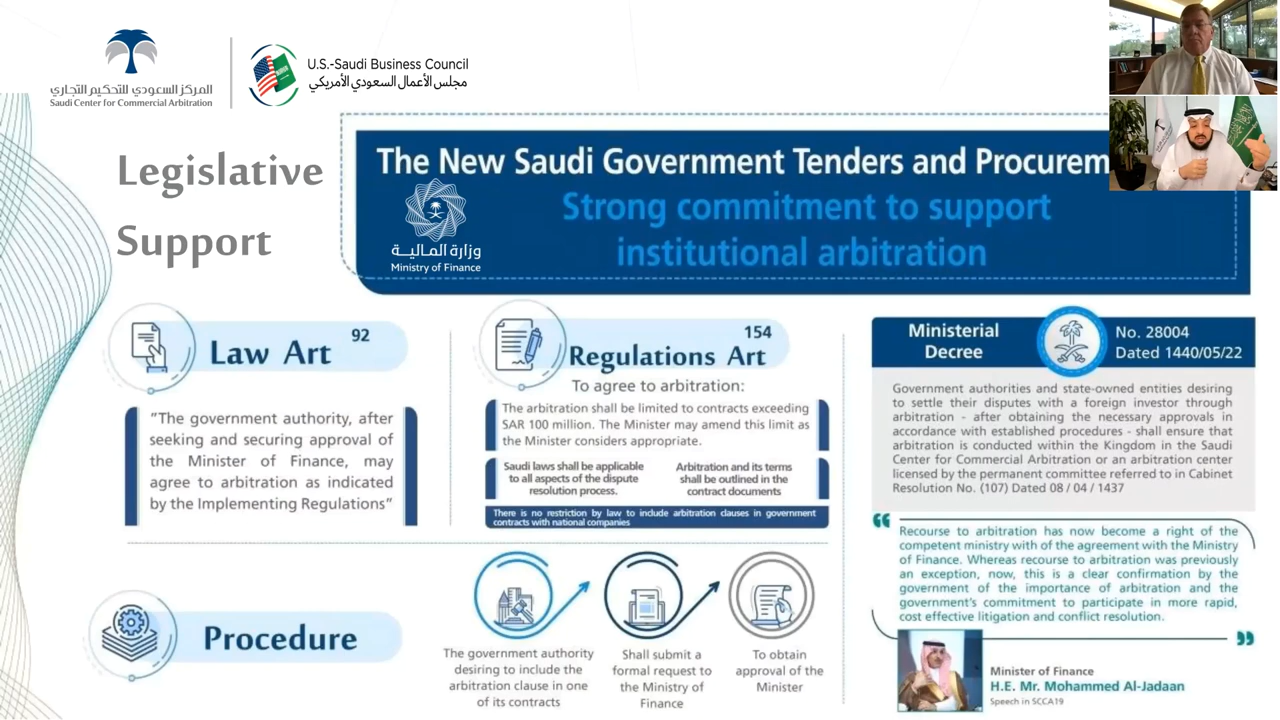 المركز السعودي للتحكيم التجاري
Saudi Center for Commercial Arbitration
U.S.-Saudi Business Council
مجلس الأعمال السعودي الأمريكي
Legislative
Support
The New Saudi Government Tenders and Procurem
Strong commitment to support
institutional arbitration
وزارة المالية
Ministry of Finance
Law Art 92
"The government authority, after
seeking and securing approval of
the Minister of Finance, may
agree to arbitration as indicated
by the Implementing Regulations"
Regulations Art 154
To agree to arbitration:
The arbitration shall be limited to contracts exceeding
SAR 100 million. The Minister may amend this limit as
the Minister considers appropriate.
Saudi laws shall be applicable
to all aspects of the dispute
resolution process.
Arbitration and its terms
shall be outlined in the
contract documents
There is no restriction by law to include arbitration clauses in government
contracts with national companies
Ministerial
Decree
No. 28004
Dated 1440/05/22
Government authorities and state-owned entities desiring
to settle their disputes with a foreign investor through
arbitration - after obtaining the necessary approvals in
accordance with established procedures - shall ensure that
arbitration is conducted within the Kingdom in the Saudi
Center for Commercial Arbitration or an arbitration center
licensed by the permanent committee referred to in Cabinet
Resolution No. (107) Dated 08 / 04 / 1437
“
Recourse to arbitration has now become a right of the
competent ministry with of the agreement with the Ministry
of Finance. Whereas recourse to arbitration was previously
an exception, now, this is a clear confirmation by the
government of the importance of arbitration and the
government's commitment to participate in more rapid,
cost effective litigation and conflict resolution.
”
Minister of Finance
H.E. Mr. Mohammed Al-Jadaan
Speech in SCCA19
Procedure
The government authority
desiring to include the
arbitration clause in one
of its contracts
Shall submit a
formal request to
the Ministry of
Finance
To obtain
approval of the
Minister